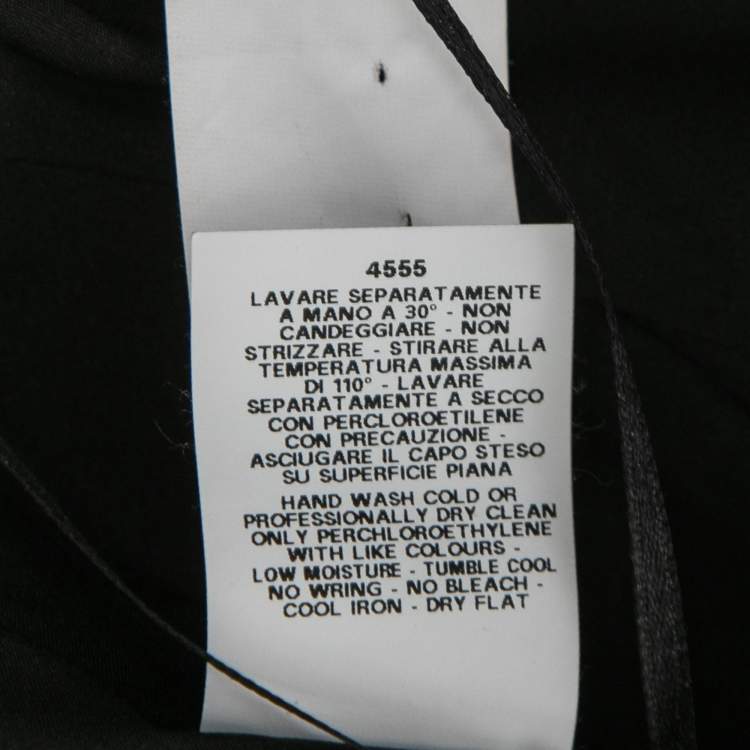 4555
LAVARE SEPARATAMENTE
A MANO A 30° - NON
CANDEGGIARE - NON
STRIZZARE - STIRARE ALLA
TEMPERATURA MASSIMA
DI 110° - LAVARE
SEPARATAMENTE A SECCO
CON PERCLOROETILENE
CON PRECAUZIONE -
ASCIUGARE IL CAPO STESO
SU SUPERFICIE PIANA
HAND WASH COLD OR
PROFESSIONALLY DRY CLEAN
ONLY PERCHLOROETHYLENE
WITH LIKE COLOURS -
LOW MOISTURE - TUMBLE COOL
NO WRING - NO BLEACH -
COOL IRON - DRY FLAT